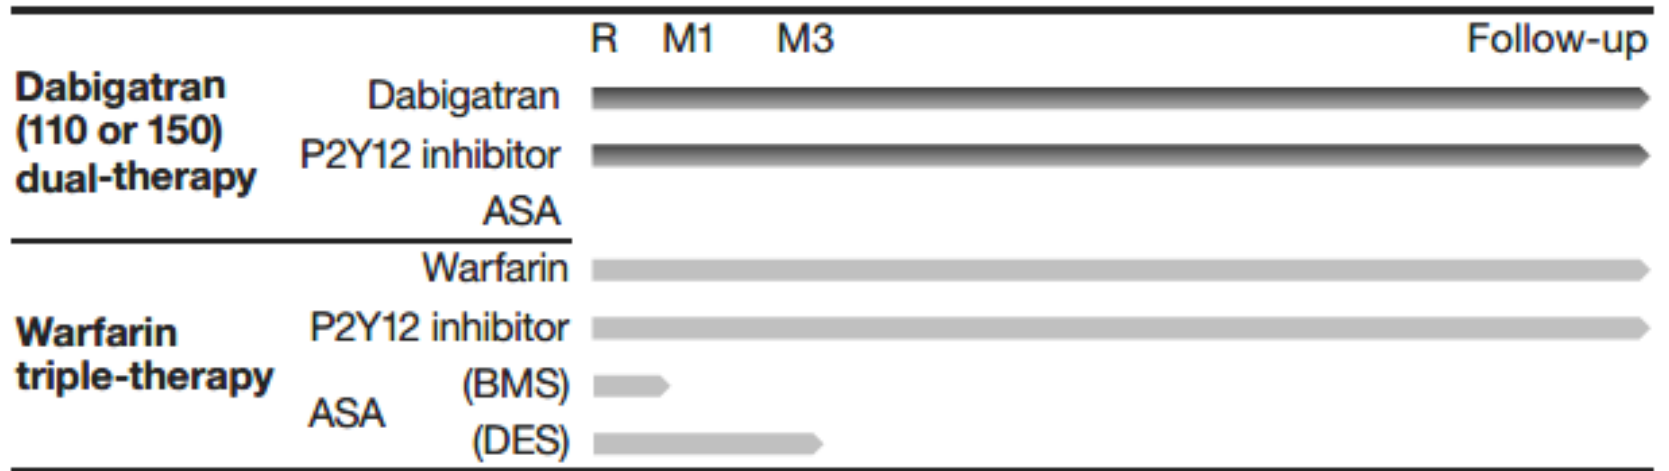 R M1 M3 Follow-up
Dabigatran
(110 or 150)
dual-therapy
Dabigatran
P2Y12 inhibitor
ASA
Warfarin
triple-therapy
Warfarin
P2Y12 inhibitor
ASA
(BMS)
(DES)